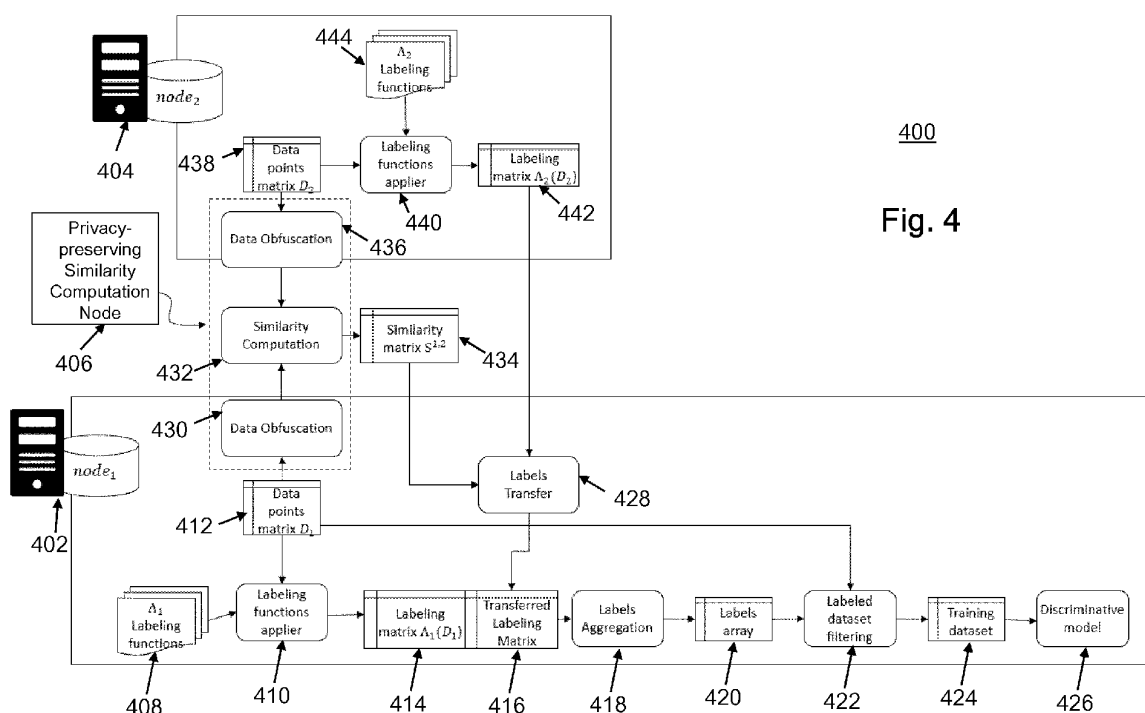 444
Λ₂
Labeling
functions
400
node₂
404
438
Data
points
matrix D₂
Labeling
functions
applier
440
Labeling
matrix Λ₂(D₂)
442
Fig. 4
Data Obfuscation
436
Privacy-
preserving
Similarity
Computation
Node
406
Similarity
Computation
432
Similarity
matrix S¹,²
434
430
Data Obfuscation
node₁
402
Labels
Transfer
428
412
Data
points
matrix D₁
Λ₁
Labeling
functions
408
Labeling
functions
applier
410
Labeling
matrix Λ₁(D₁)
414
Transferred
Labeling
Matrix
416
Labels
Aggregation
418
Labels
array
420
Labeled
dataset
filtering
422
Training
dataset
424
Discriminative
model
426